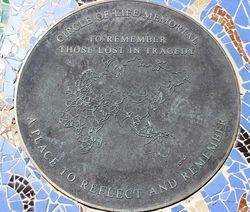 CIRCLE OF LIFE MEMORIAL
TO REMEMBER
THOSE LOST IN TRAGEDY
A PLACE TO REFLECT AND REMEMBER